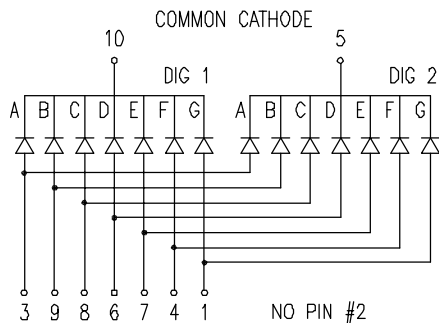 COMMON CATHODE
10 5
DIG 1 DIG 2
A B C D E F G A B C D E F G
3 9 8 6 7 4 1 NO PIN #2